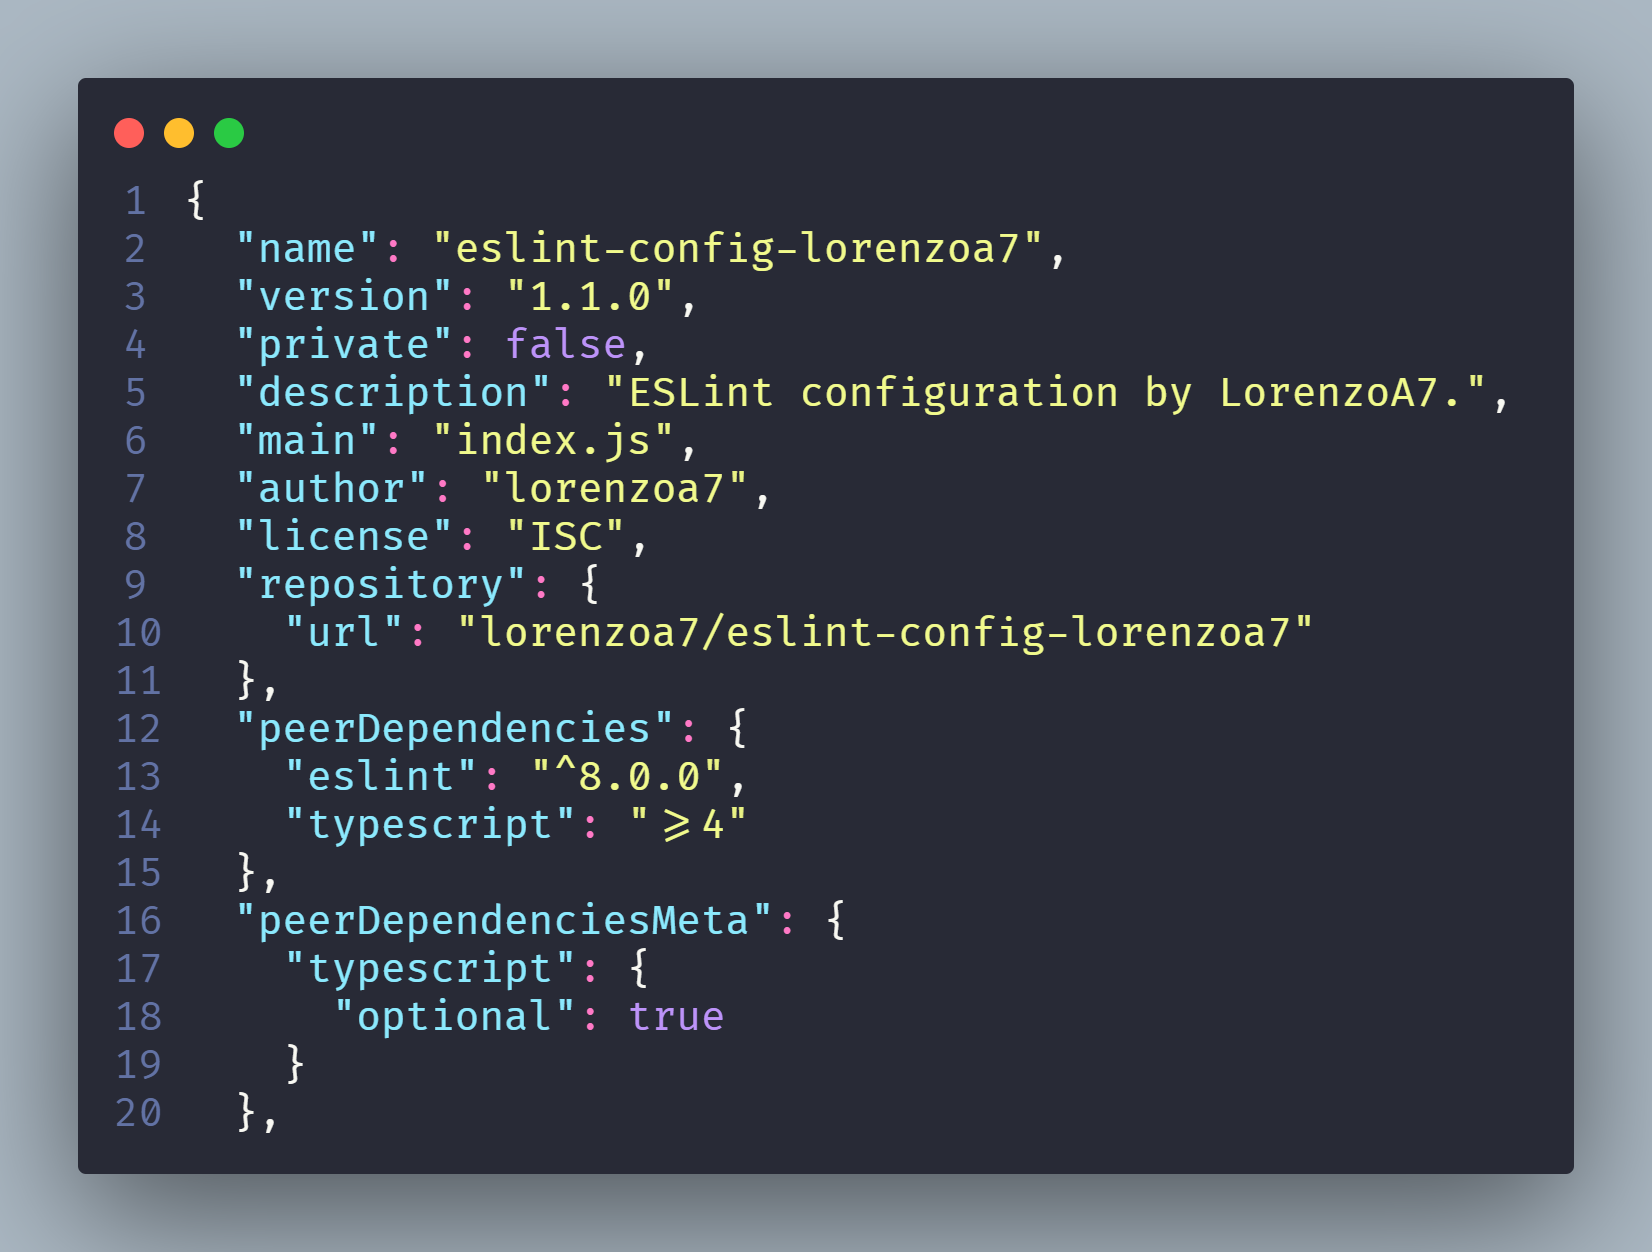 1 {
2   "name": "eslint-config-lorenzoa7",
3   "version": "1.1.0",
4   "private": false,
5   "description": "ESLint configuration by LorenzoA7.",
6   "main": "index.js",
7   "author": "lorenzoa7",
8   "license": "ISC",
9   "repository": {
10     "url": "lorenzoa7/eslint-config-lorenzoa7"
11   },
12   "peerDependencies": {
13     "eslint": "^8.0.0",
14     "typescript": ">=4"
15   },
16   "peerDependenciesMeta": {
17     "typescript": {
18       "optional": true
19     }
20   },